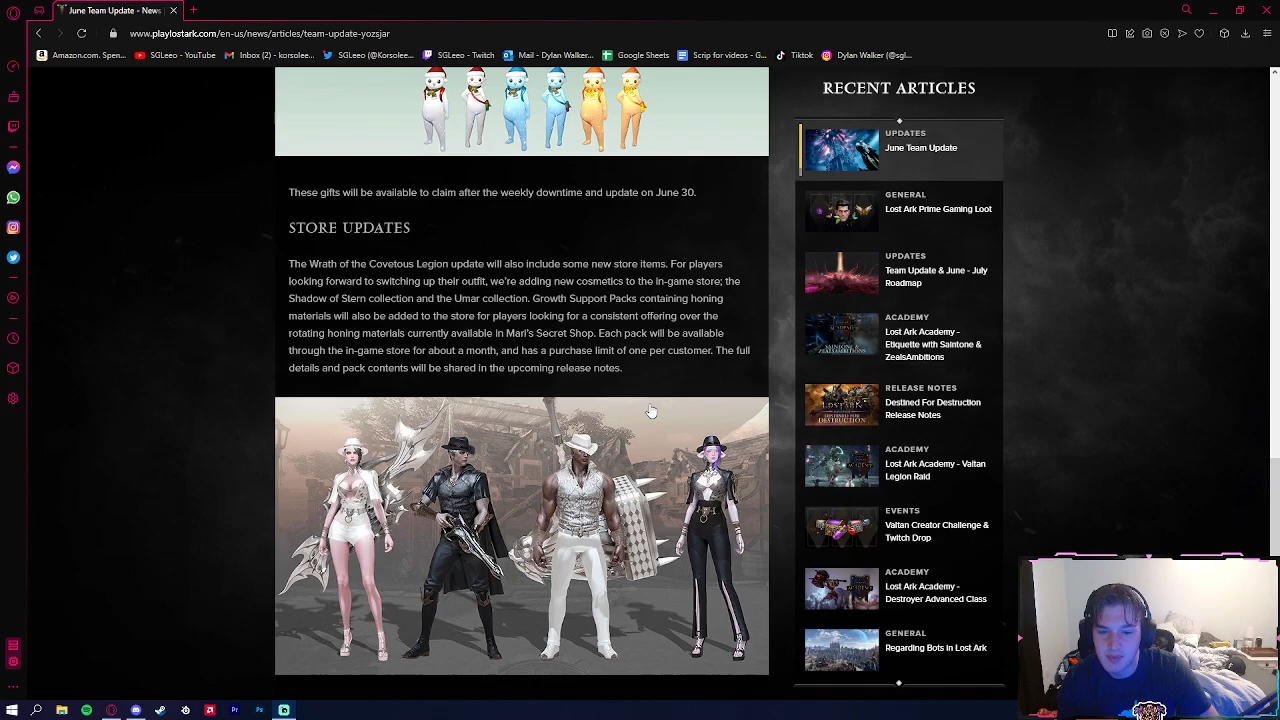 June Team Update - News
www.playlostark.com/en-us/news/articles/team-update-yozsjar
Amazon.com. Spen...
SGLeeo - YouTube
Inbox (2) - korsolee...
SGLeeo (@Korsolee...
SGLeeo - Twitch
Mail - Dylan Walker...
Google Sheets
Scrip for videos - G...
Tiktok
Dylan Walker (@sgl...
These gifts will be available to claim after the weekly downtime and update on June 30.
STORE UPDATES
The Wrath of the Covetous Legion update will also include some new store items. For players
looking forward to switching up their outfit, we're adding new cosmetics to the in-game store; the
Shadow of Stern collection and the Umar collection. Growth Support Packs containing honing
materials will also be added to the store for players looking for a consistent offering over the
rotating honing materials currently available in Mari's Secret Shop. Each pack will be available
through the in-game store for about a month, and has a purchase limit of one per customer. The full
details and pack contents will be shared in the upcoming release notes.
RECENT ARTICLES
UPDATES
June Team Update
GENERAL
Lost Ark Prime Gaming Loot
UPDATES
Team Update & June - July
Roadmap
ACADEMY
Lost Ark Academy -
Etiquette with Saintone &
ZealsAmbitions
RELEASE NOTES
Destined For Destruction
Release Notes
ACADEMY
Lost Ark Academy - Valtan
Legion Raid
EVENTS
Valtan Creator Challenge &
Twitch Drop
ACADEMY
Lost Ark Academy -
Destroyer Advanced Class
GENERAL
Regarding Bots in Lost Ark